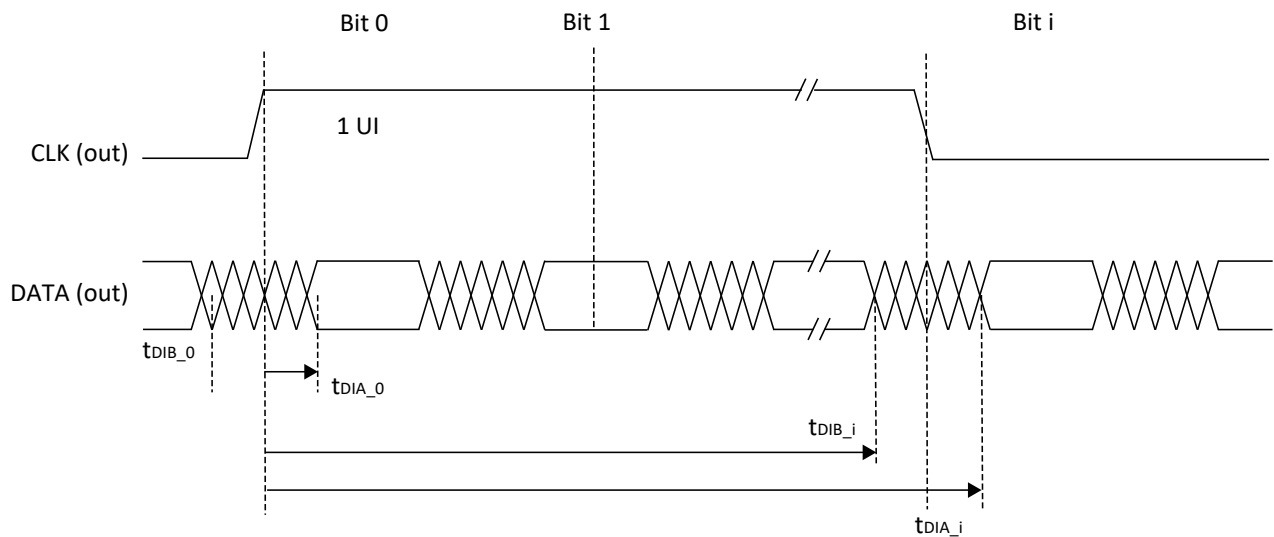 Bit 0
Bit 1
Bit i
1 UI
CLK (out)
DATA (out)
tDIB_0
tDIA_0
tDIB_i
tDIA_i